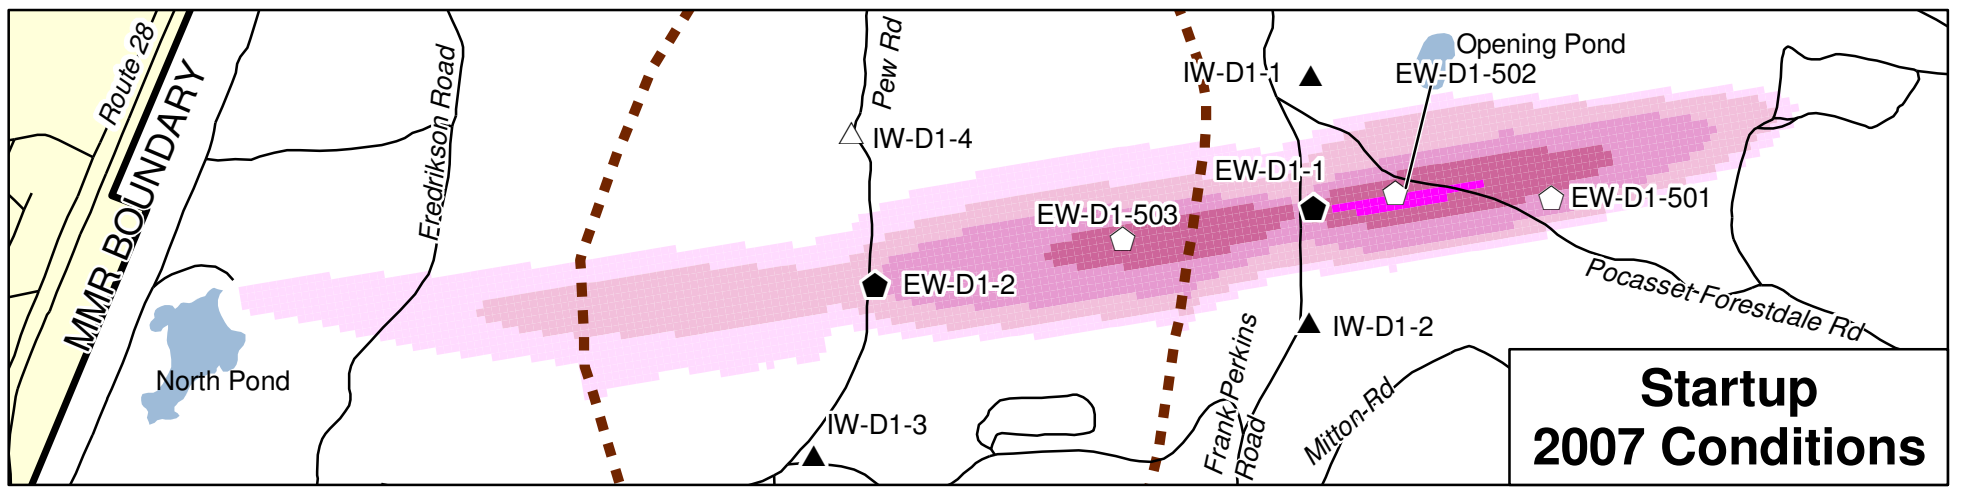 Route 28
MMR BOUNDARY
Fredrikson Road
Pew Rd
IW-D1-1
Opening Pond
EW-D1-502
IW-D1-4
EW-D1-1
EW-D1-503
EW-D1-501
EW-D1-2
Pocasset-Forestdale Rd
IW-D1-2
North Pond
IW-D1-3
Frank Perkins
Road
Mitton-Rd
Startup
2007 Conditions